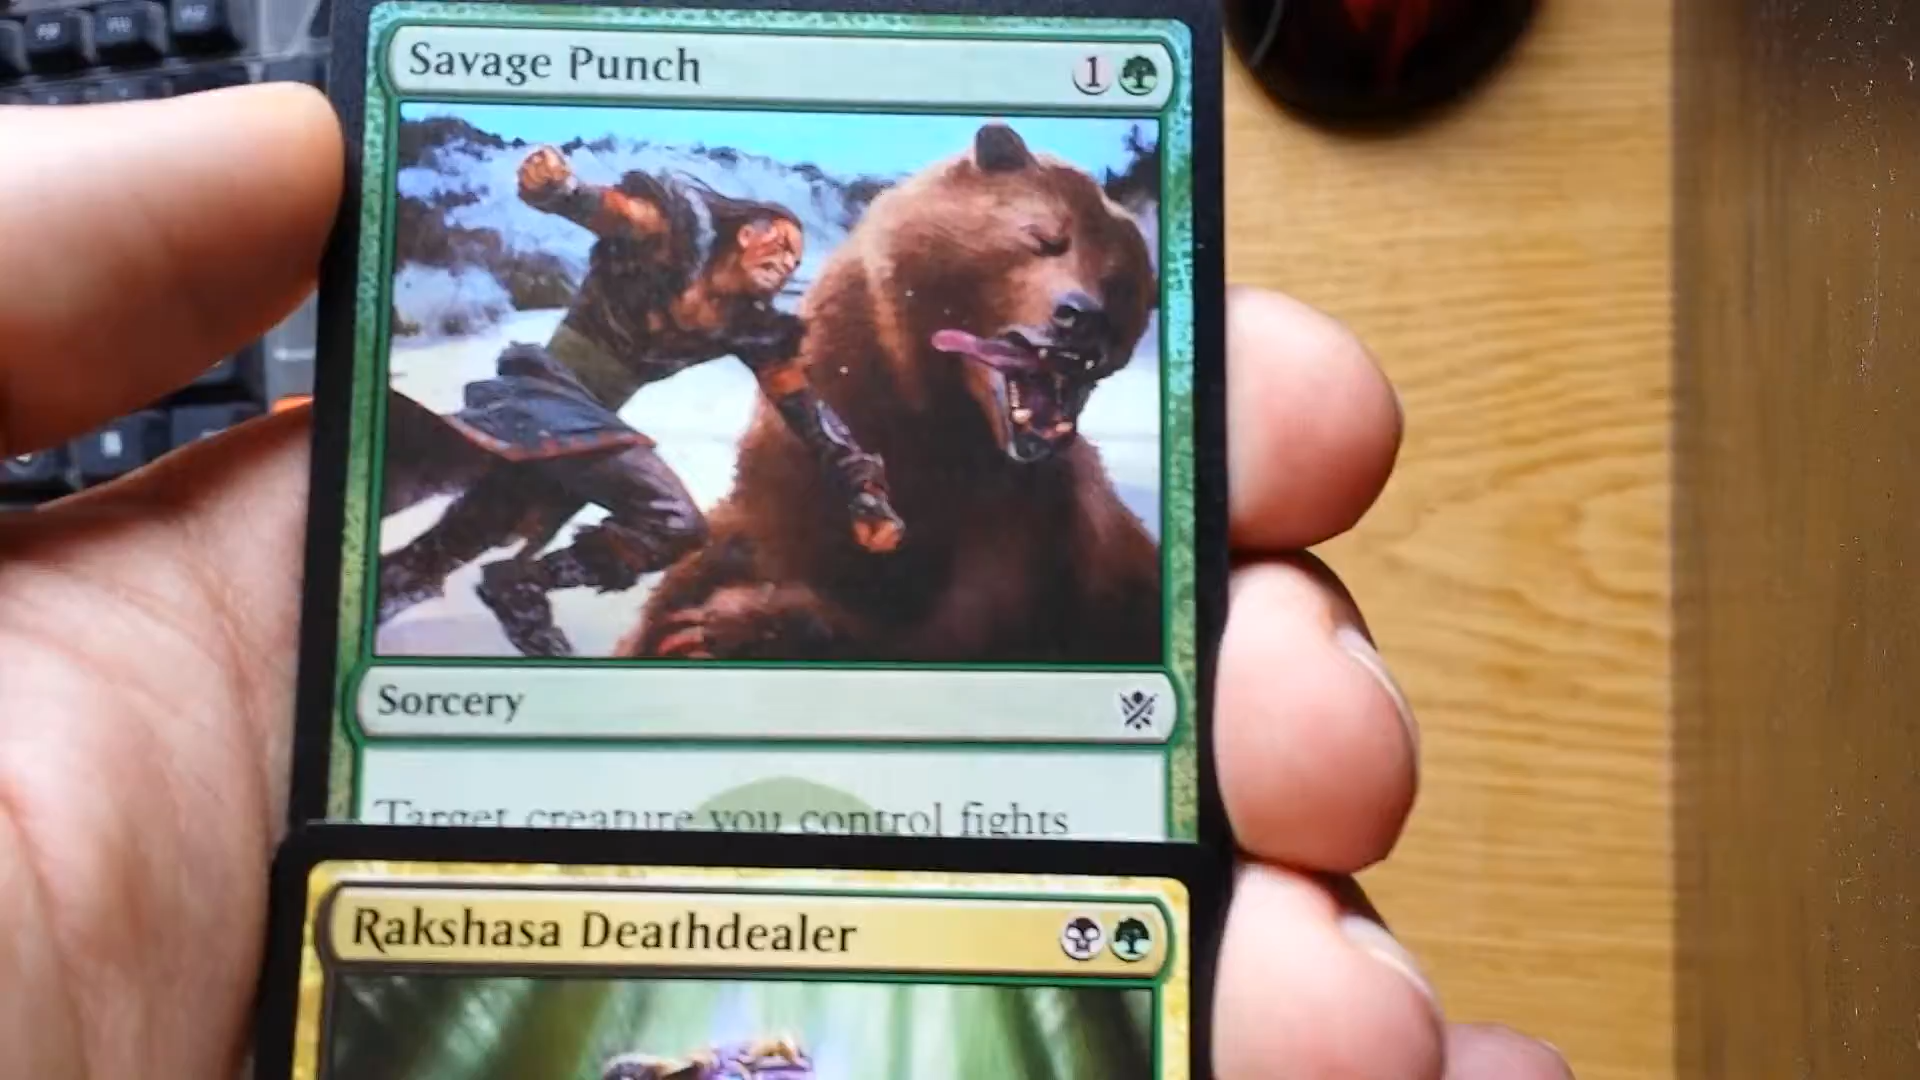 Savage Punch 1
Sorcery
Target creature you control fights
Rakshasa Deathdealer